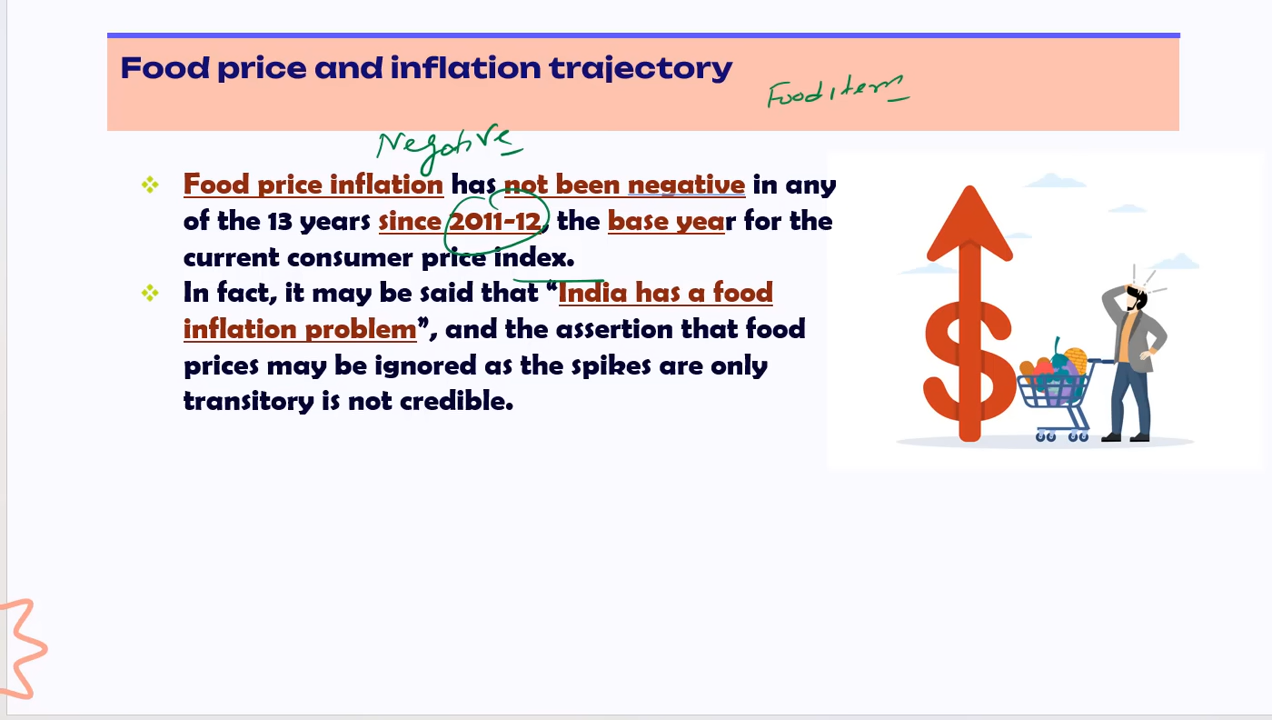 Food price and inflation trajectory
Food item
Negative
Food price inflation has not been negative in any
of the 13 years since 2011-12, the base year for the
current consumer price index.
In fact, it may be said that “India has a food
inflation problem”, and the assertion that food
prices may be ignored as the spikes are only
transitory is not credible.